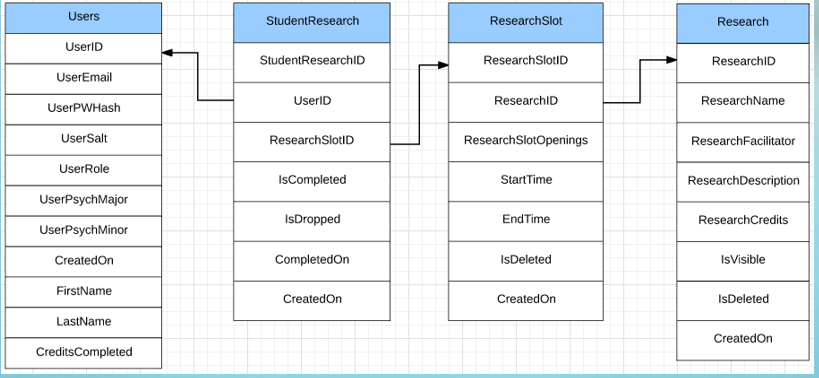 Users
UserID
UserEmail
UserPWHash
UserSalt
UserRole
UserPsychMajor
UserPsychMinor
CreatedOn
FirstName
LastName
CreditsCompleted
StudentResearch
StudentResearchID
UserID
ResearchSlotID
IsCompleted
IsDropped
CompletedOn
CreatedOn
ResearchSlot
ResearchSlotID
ResearchID
ResearchSlotOpenings
StartTime
EndTime
IsDeleted
CreatedOn
Research
ResearchID
ResearchName
ResearchFacilitator
ResearchDescription
ResearchCredits
IsVisible
IsDeleted
CreatedOn